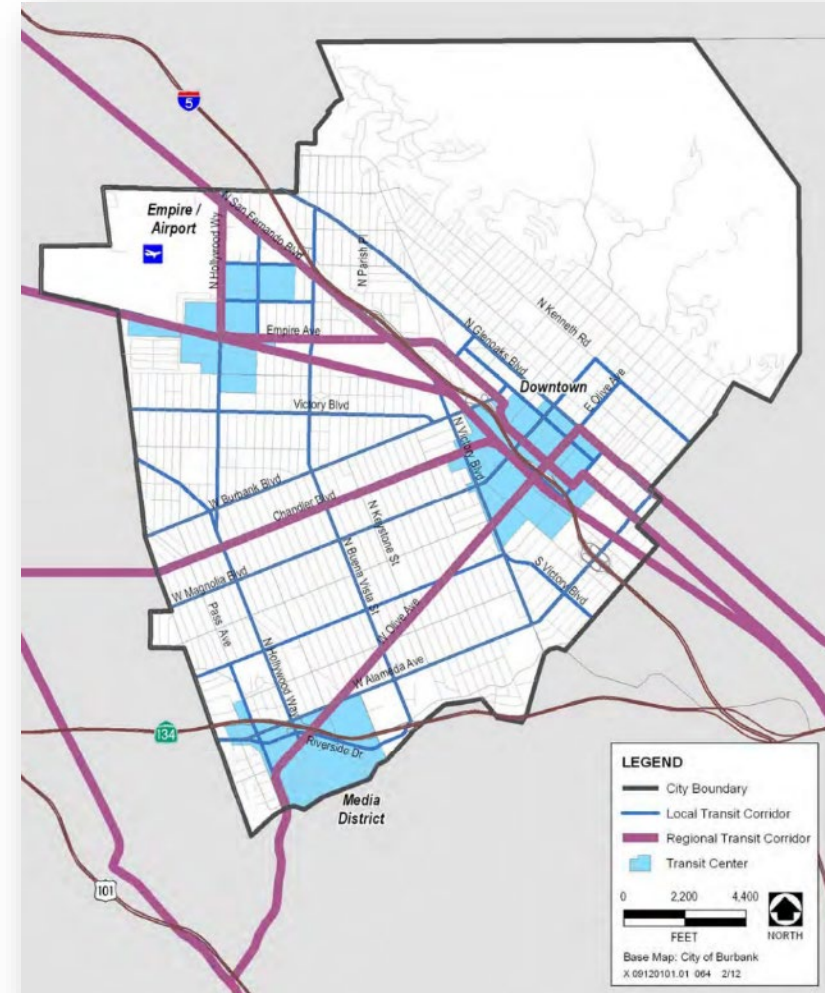 5
Empire /
Airport
N Hollywood Wy
N San Fernando Blvd
N Parish Pl
N Kenneth Rd
N Glenoaks Blvd
Empire Ave
Downtown
E Olive Ave
Victory Blvd
N Victory Blvd
W Burbank Blvd
Chandler Blvd
N Keystone St
W Magnolia Blvd
N Buena Vista St
S Victory Blvd
Pass Ave
N Hollywood Way
N Olive Ave
W Alameda Ave
134
Riverside Dr
Media
District
101
LEGEND
City Boundary
Local Transit Corridor
Regional Transit Corridor
Transit Center
0 2,200 4,400
FEET
NORTH
Base Map: City of Burbank
X 09120101.01 064 2/12